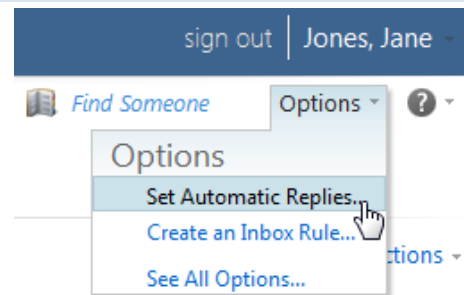 sign out | Jones, Jane
Find Someone Options ?
Options
Set Automatic Replies...
Create an Inbox Rule...
See All Options...